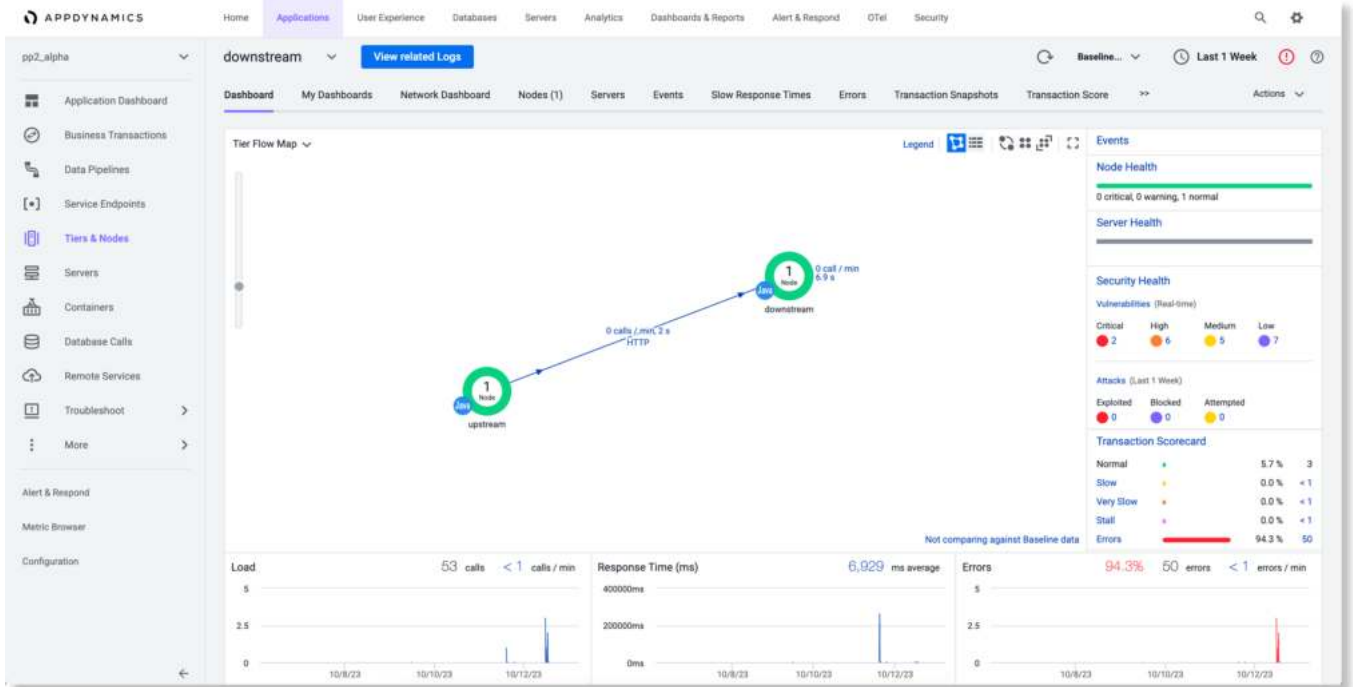 APPDYNAMICS
Home Applications User Experience Databases Servers Analytics Dashboards & Reports Alert & Respond OTel Security
pp2_alpha
downstream View related Logs Baseline... Last 1 Week
Dashboard My Dashboards Network Dashboard Nodes (1) Servers Events Slow Response Times Errors Transaction Snapshots Transaction Score >> Actions
Application Dashboard
Business Transactions
Data Pipelines
Service Endpoints
Tiers & Nodes
Servers
Containers
Database Calls
Remote Services
Troubleshoot
More
Alert & Respond
Metric Browser
Configuration
Tier Flow Map Legend
1
Node
Java
downstream
0 call / min
6.9 s
0 calls / min, 2 s
HTTP
1
Node
Java
upstream
Not comparing against Baseline data
Events
Node Health
0 critical, 0 warning, 1 normal
Server Health
Security Health
Vulnerabilities (Real-time)
Critical High Medium Low
2 6 5 7
Attacks (Last 1 Week)
Exploited Blocked Attempted
0 0 0
Transaction Scorecard
Normal 5.7 % 3
Slow 0.0 % < 1
Very Slow 0.0 % < 1
Stall 0.0 % < 1
Errors 94.3 % 50
Load 53 calls < 1 calls / min
5
2.5
0
10/8/23 10/10/23 10/12/23
Response Time (ms) 6,929 ms average
400000ms
200000ms
0ms
10/8/23 10/10/23 10/12/23
Errors 94.3% 50 errors < 1 errors / min
5
2.5
0
10/8/23 10/10/23 10/12/23